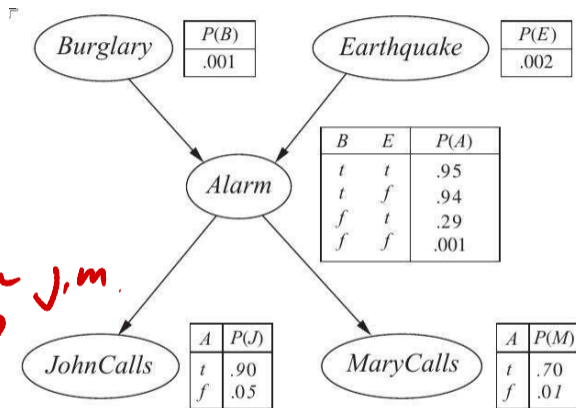 Burglary
P(B)
.001
Earthquake
P(E)
.002
B E P(A)
t t .95
t f .94
f t .29
f f .001
Alarm
j,m.
JohnCalls
A P(J)
t .90
f .05
MaryCalls
A P(M)
t .70
f .01